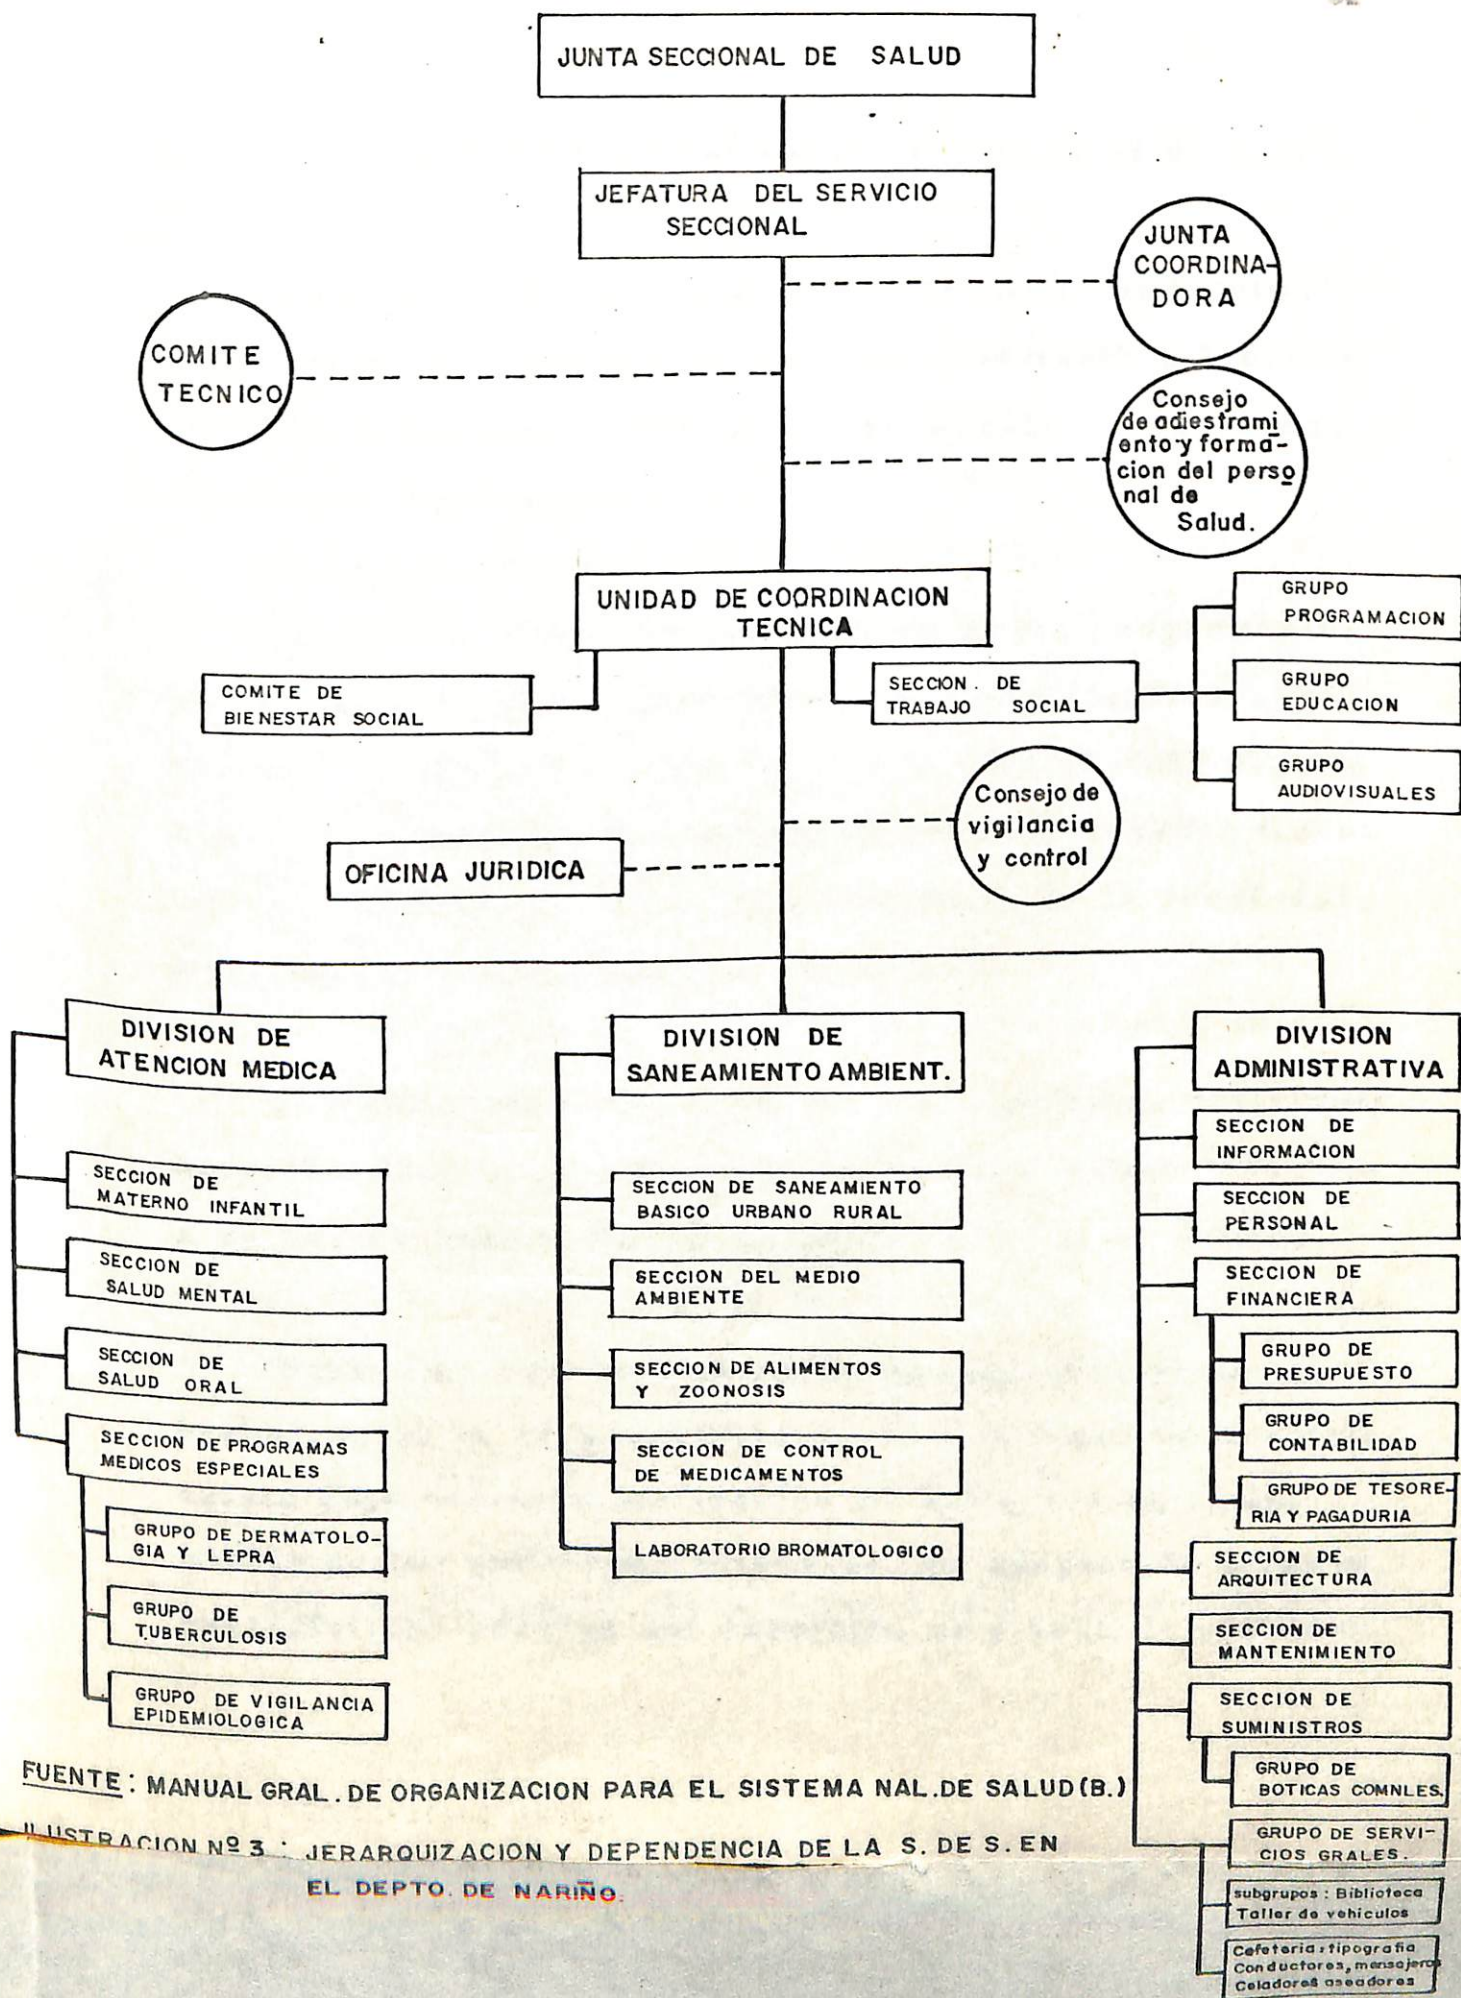 JUNTA SECCIONAL DE SALUD
JEFATURA DEL SERVICIO
SECCIONAL
JUNTA
COORDINA-
DORA
COMITE
TECNICO
Consejo
de adiestrami
ento y forma-
cion del perso
nal de
Salud.
UNIDAD DE COORDINACION
TECNICA
GRUPO
PROGRAMACION
COMITE DE
BIENESTAR SOCIAL
SECCION . DE
TRABAJO SOCIAL
GRUPO
EDUCACION
GRUPO
AUDIOVISUALES
Consejo de
vigilancia
y control
OFICINA JURIDICA
DIVISION DE
ATENCION MEDICA
SECCION DE
MATERNO INFANTIL
SECCION DE
SALUD MENTAL
SECCION DE
SALUD ORAL
SECCION DE PROGRAMAS
MEDICOS ESPECIALES
GRUPO DE DERMATOLO-
GIA Y LEPRA
GRUPO DE
TUBERCULOSIS
GRUPO DE VIGILANCIA
EPIDEMIOLOGICA
DIVISION DE
SANEAMIENTO AMBIENT.
SECCION DE SANEAMIENTO
BASICO URBANO RURAL
SECCION DEL MEDIO
AMBIENTE
SECCION DE ALIMENTOS
Y ZOONOSIS
SECCION DE CONTROL
DE MEDICAMENTOS
LABORATORIO BROMATOLOGICO
DIVISION
ADMINISTRATIVA
SECCION DE
INFORMACION
SECCION DE
PERSONAL
SECCION DE
FINANCIERA
GRUPO DE
PRESUPUESTO
GRUPO DE
CONTABILIDAD
GRUPO DE TESORE-
RIA Y PAGADURIA
SECCION DE
ARQUITECTURA
SECCION DE
MANTENIMIENTO
SECCION DE
SUMINISTROS
GRUPO DE
BOTICAS COMNLES.
GRUPO DE SERVI-
CIOS GRALES.
subgrupos : Biblioteca
Taller de vehiculos
Cafeteria: tipografia
Conductores, mensajeros
Celadores aseadores
FUENTE : MANUAL GRAL. DE ORGANIZACION PARA EL SISTEMA NAL. DE SALUD (B.)
ILUSTRACION Nº 3 : JERARQUIZACION Y DEPENDENCIA DE LA S. DE S. EN
EL DEPTO. DE NARIÑO.